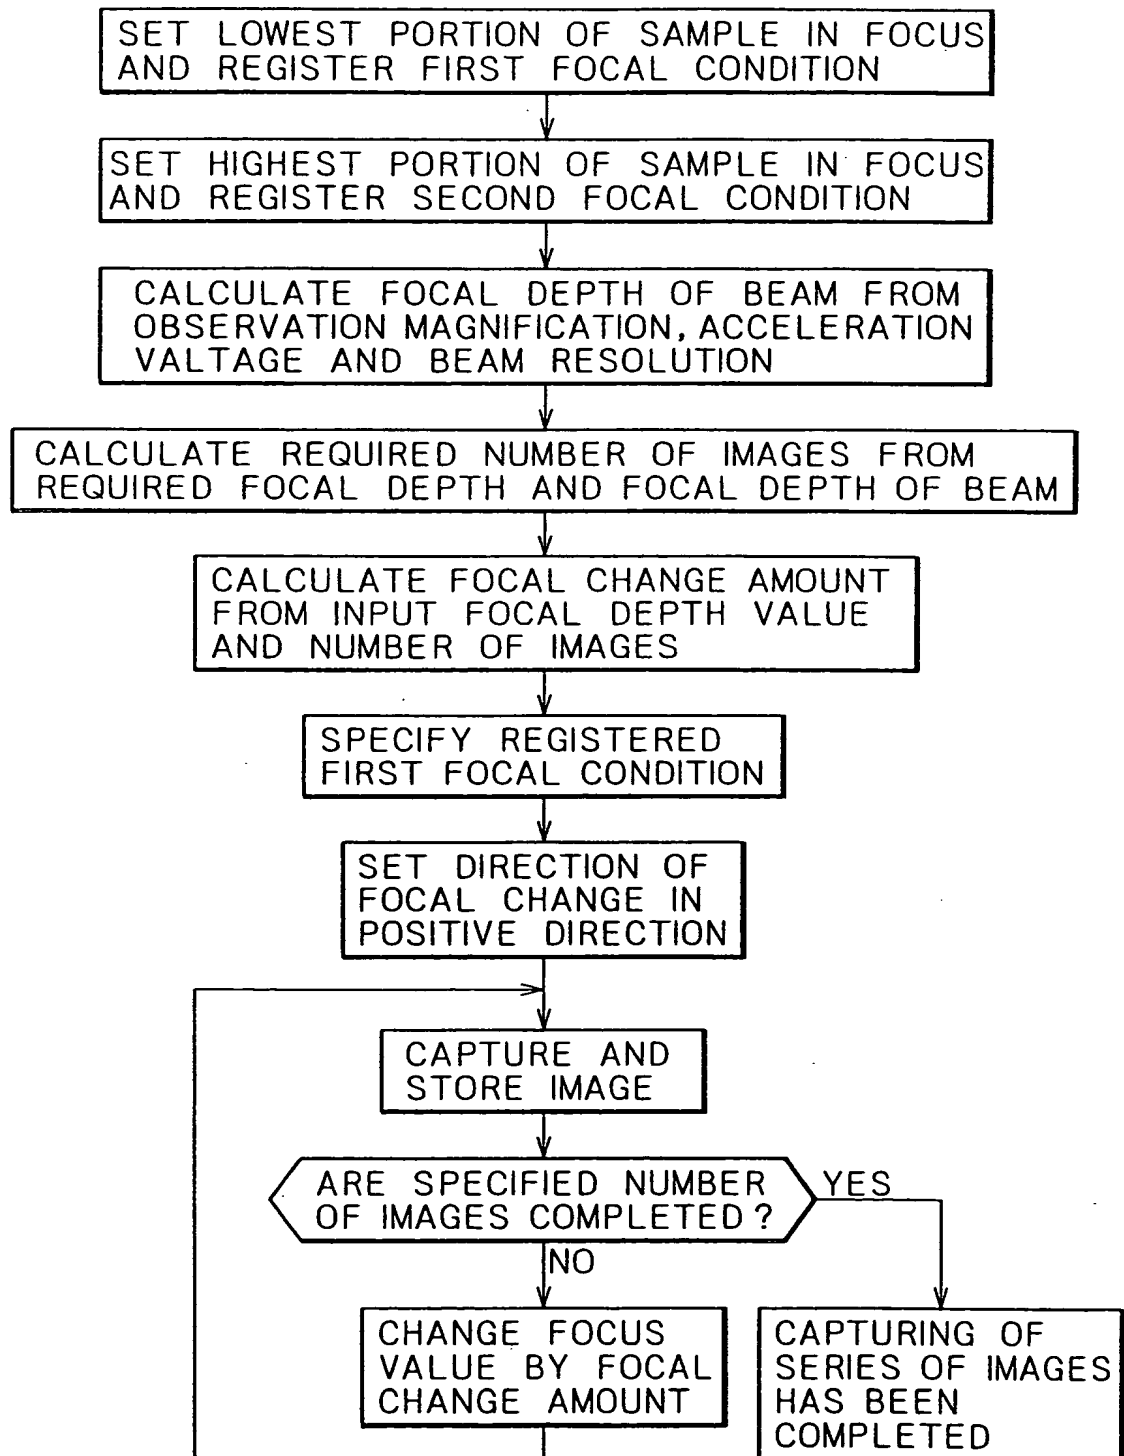 SET LOWEST PORTION OF SAMPLE IN FOCUS
AND REGISTER FIRST FOCAL CONDITION
SET HIGHEST PORTION OF SAMPLE IN FOCUS
AND REGISTER SECOND FOCAL CONDITION
CALCULATE FOCAL DEPTH OF BEAM FROM
OBSERVATION MAGNIFICATION, ACCELERATION
VALTAGE AND BEAM RESOLUTION
CALCULATE REQUIRED NUMBER OF IMAGES FROM
REQUIRED FOCAL DEPTH AND FOCAL DEPTH OF BEAM
CALCULATE FOCAL CHANGE AMOUNT
FROM INPUT FOCAL DEPTH VALUE
AND NUMBER OF IMAGES
SPECIFY REGISTERED
FIRST FOCAL CONDITION
SET DIRECTION OF
FOCAL CHANGE IN
POSITIVE DIRECTION
CAPTURE AND
STORE IMAGE
ARE SPECIFIED NUMBER
OF IMAGES COMPLETED?
YES
NO
CHANGE FOCUS
VALUE BY FOCAL
CHANGE AMOUNT
CAPTURING OF
SERIES OF IMAGES
HAS BEEN
COMPLETED